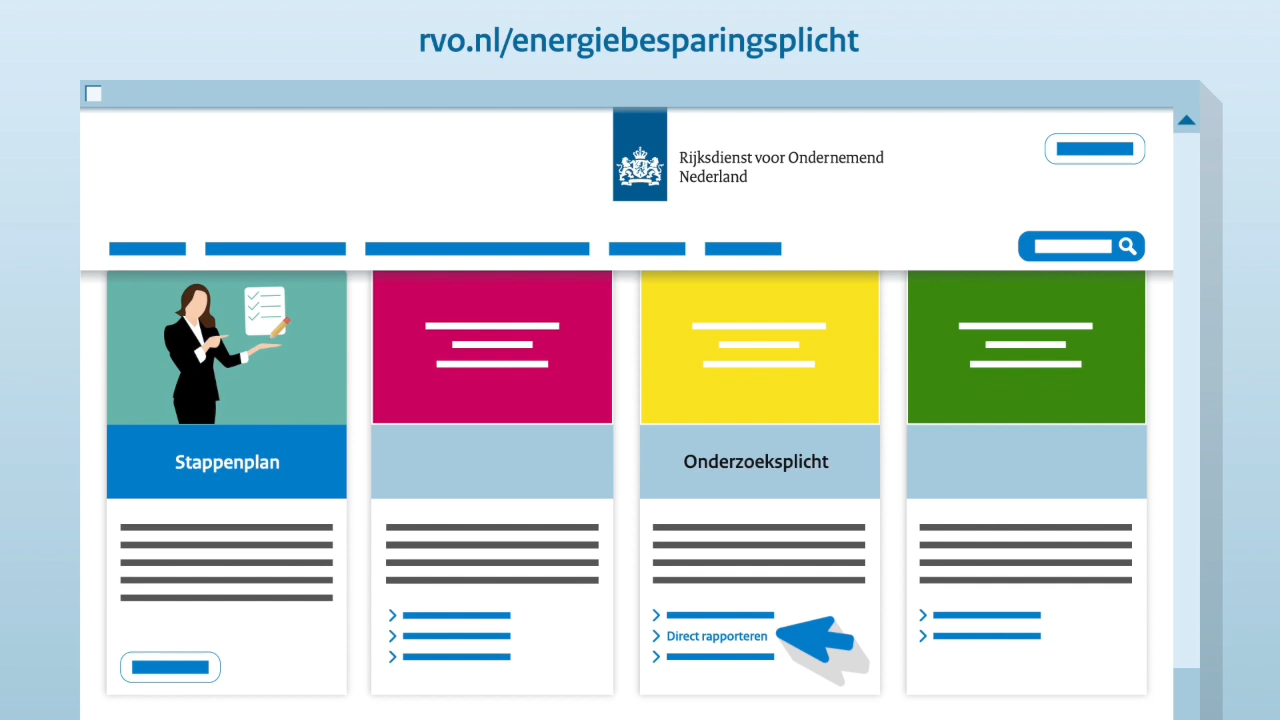 rvo.nl/energiebesparingsplicht
Rijksdienst voor Ondernemend
Nederland
Stappenplan
Onderzoeksplicht
Direct rapporteren